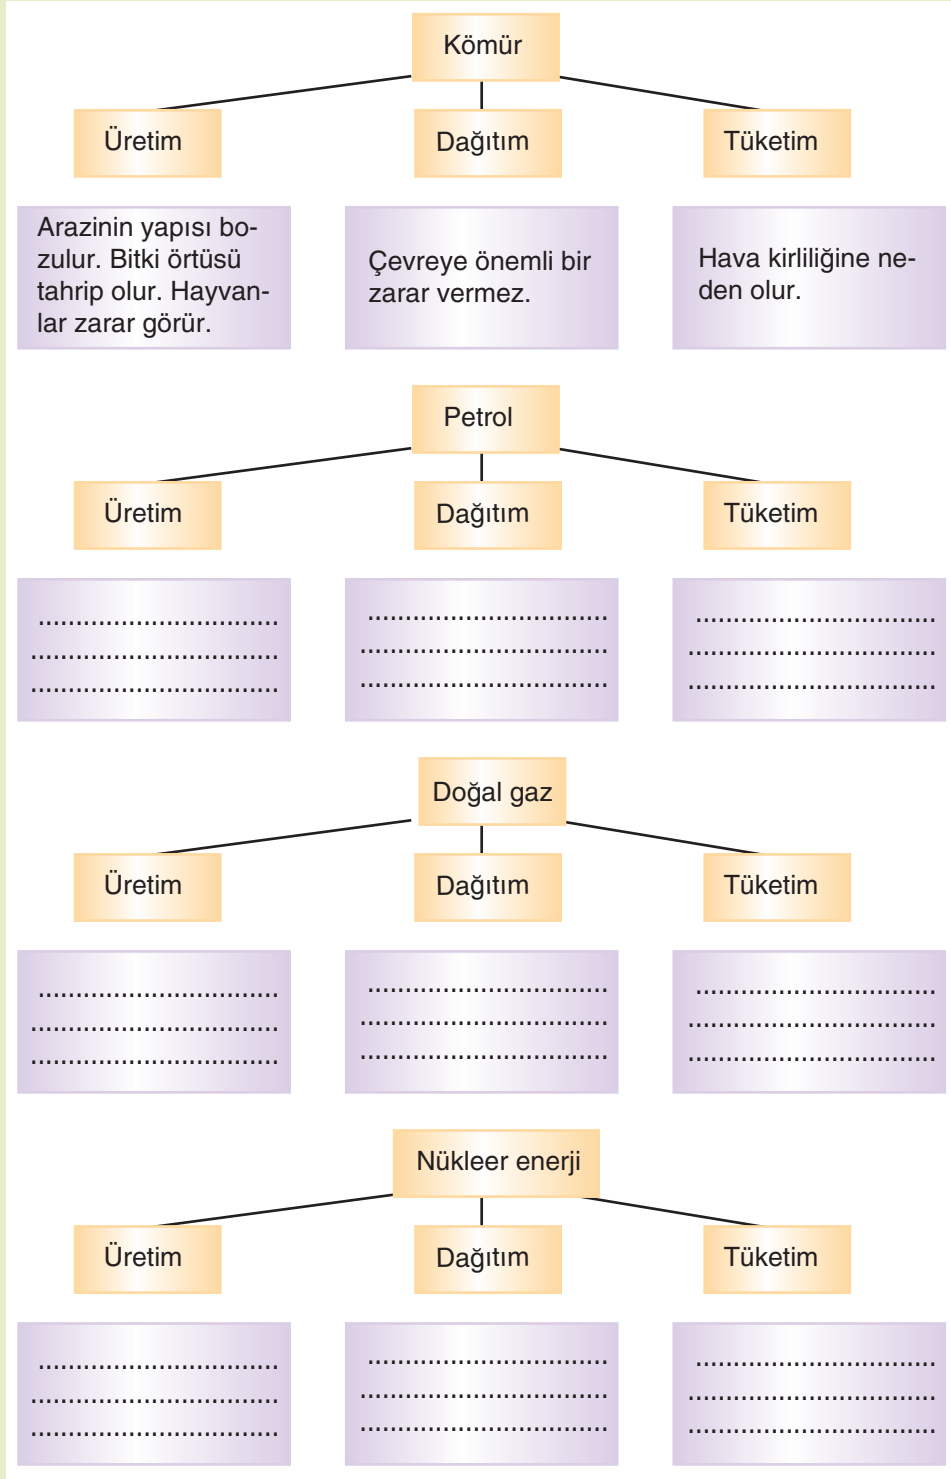 Kömür
Üretim
Dağıtım
Tüketim
Arazinin yapısı bo-
zulur. Bitki örtüsü
tahrip olur. Hayvan-
lar zarar görür.
Çevreye önemli bir
zarar vermez.
Hava kirliliğine ne-
den olur.
Petrol
Üretim
Dağıtım
Tüketim
................................
.................................
.................................
................................
.................................
.................................
................................
.................................
.................................
Doğal gaz
Üretim
Dağıtım
Tüketim
................................
.................................
.................................
................................
.................................
.................................
................................
.................................
.................................
Nükleer enerji
Üretim
Dağıtım
Tüketim
................................
.................................
.................................
................................
.................................
.................................
................................
.................................
.................................